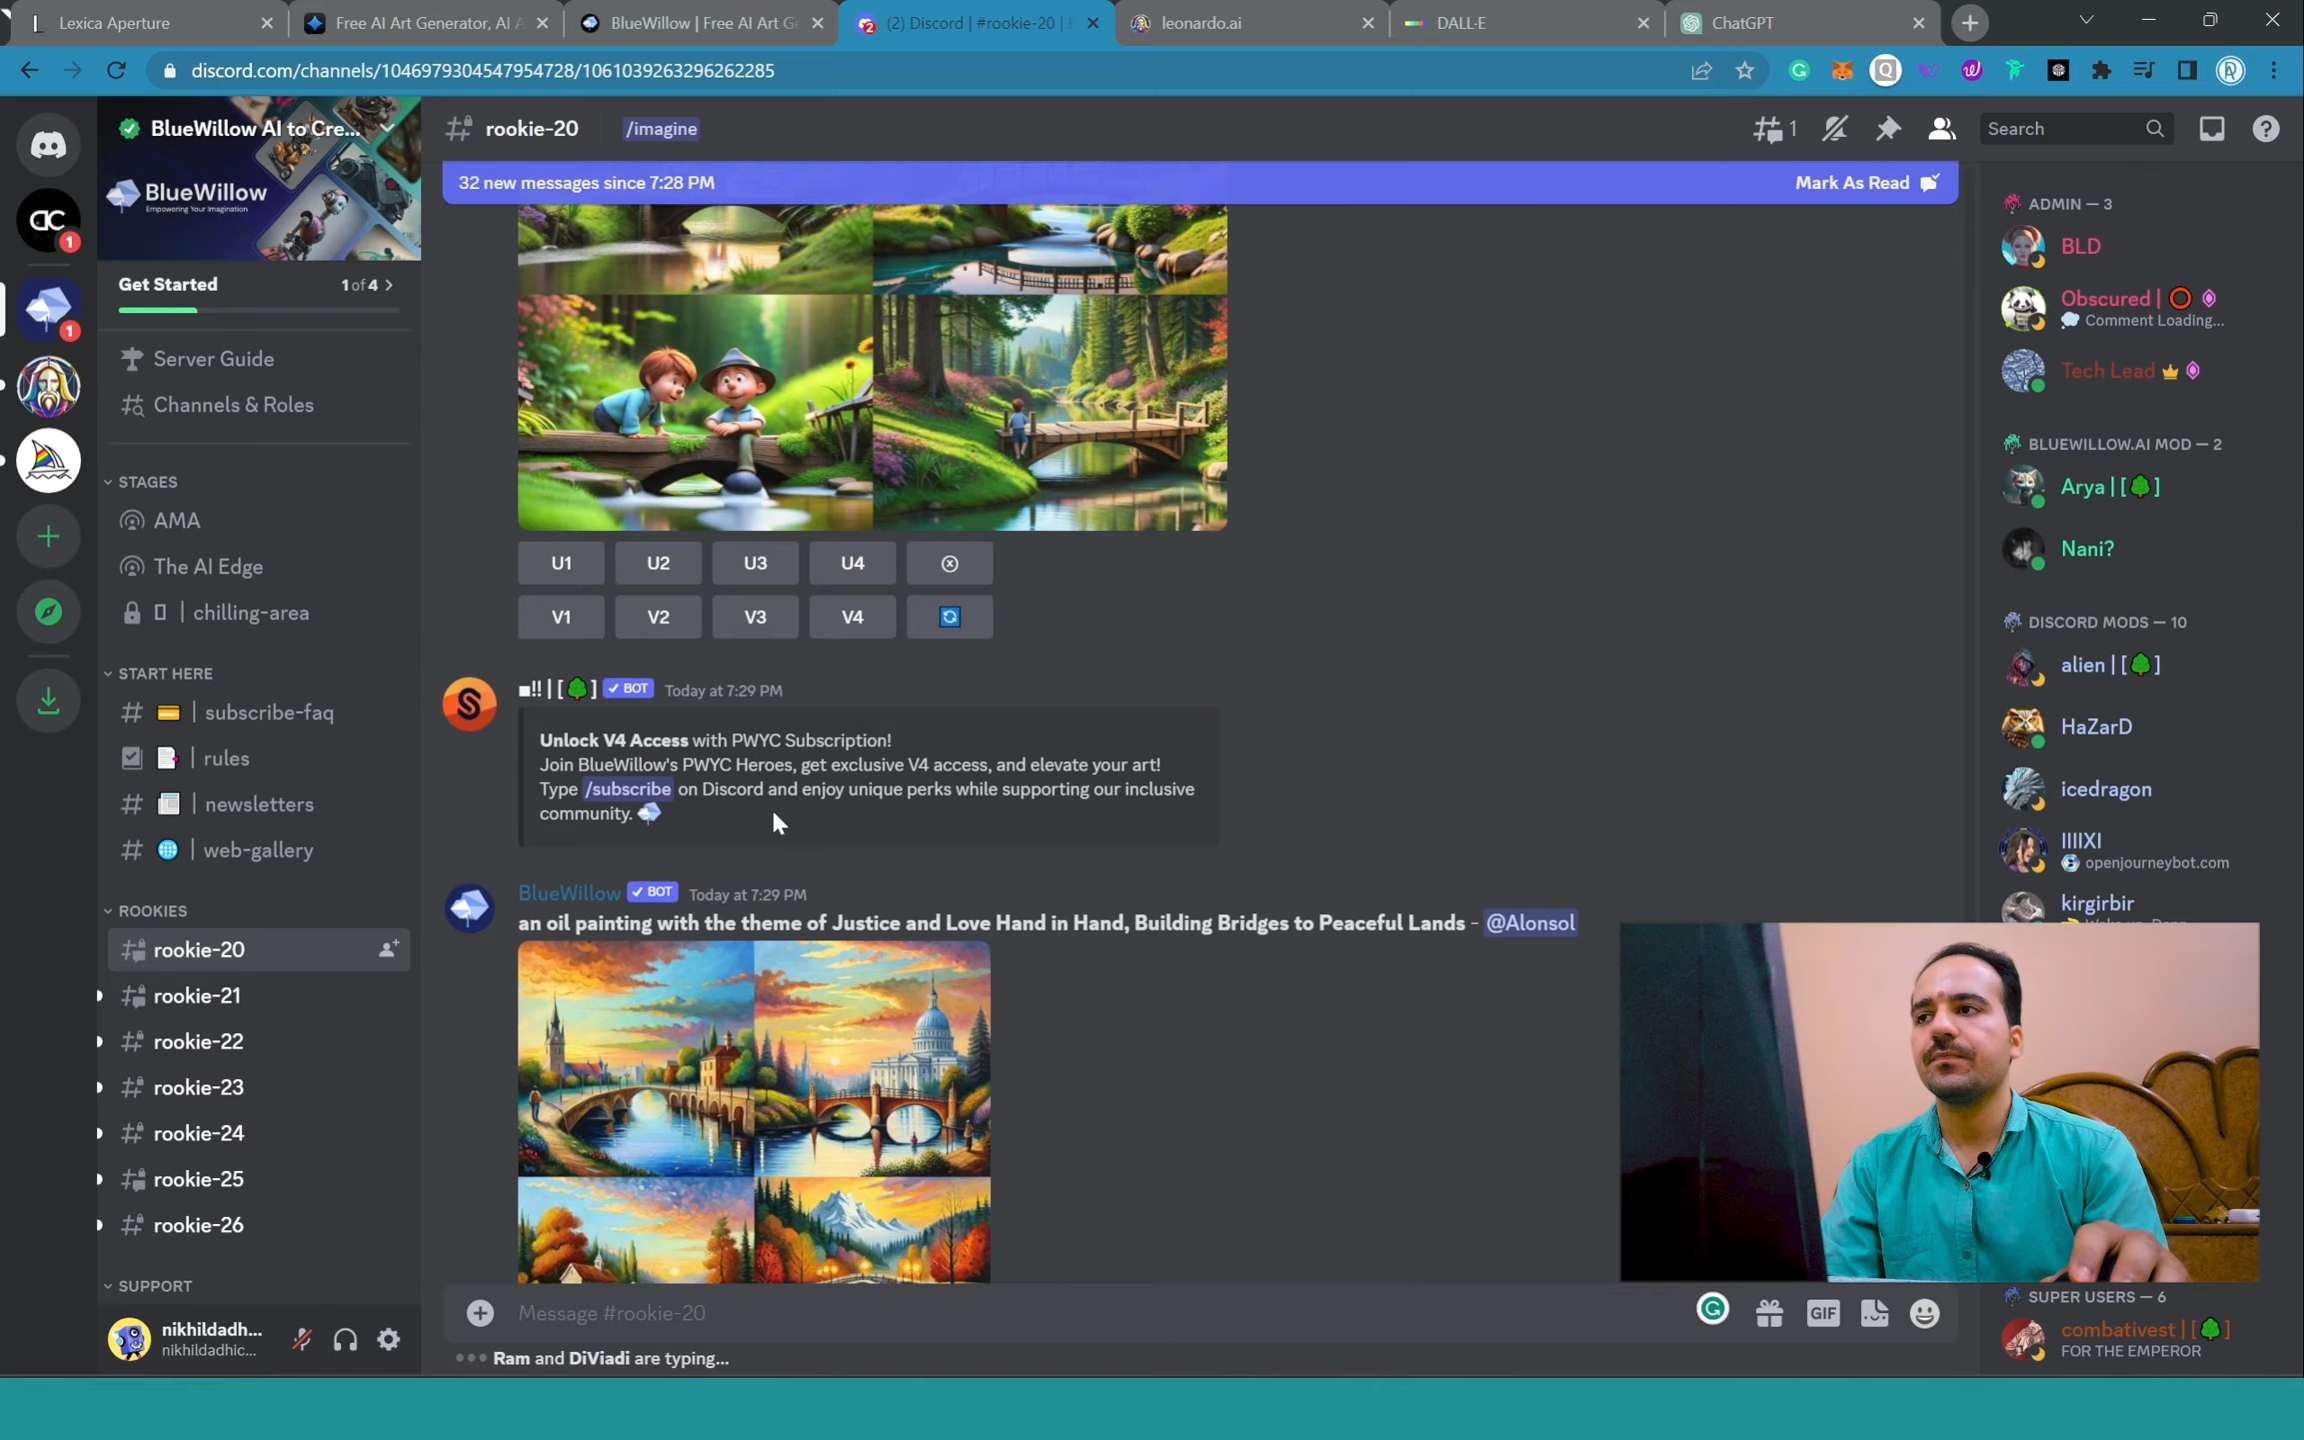 Lexica Aperture
Free AI Art Generator, AI A
BlueWillow | Free AI Art Ge
(2) Discord | #rookie-20 |
leonardo.ai
DALL·E
ChatGPT
discord.com/channels/1046979304547954728/1061039263296262285
BlueWillow AI to Cre...
rookie-20
/imagine
1
Search
BlueWillow
Empowering Your Imagination
32 new messages since 7:28 PM
Mark As Read
Get Started
1 of 4
Server Guide
Channels & Roles
STAGES
AMA
The AI Edge
| chilling-area
START HERE
| subscribe-faq
| rules
| newsletters
| web-gallery
ROOKIES
rookie-20
rookie-21
rookie-22
rookie-23
rookie-24
rookie-25
rookie-26
SUPPORT
nikhildadh...
nikhildadhic...
U1
U2
U3
U4
V1
V2
V3
V4
■!! | [🌳] ✓ BOT Today at 7:29 PM
Unlock V4 Access with PWYC Subscription!
Join BlueWillow's PWYC Heroes, get exclusive V4 access, and elevate your art!
Type /subscribe on Discord and enjoy unique perks while supporting our inclusive
community.
BlueWillow ✓ BOT Today at 7:29 PM
an oil painting with the theme of Justice and Love Hand in Hand, Building Bridges to Peaceful Lands - @Alonsol
Message #rookie-20
GIF
Ram and DiViadi are typing...
ADMIN — 3
BLD
Obscured |
Comment Loading...
Tech Lead
BLUEWILLOW.AI MOD — 2
Arya | [🌳]
Nani?
DISCORD MODS — 10
alien | [🌳]
HaZarD
icedragon
IIIIXI
openjourneybot.com
kirgirbir
SUPER USERS — 6
combativest | [🌳]
FOR THE EMPEROR